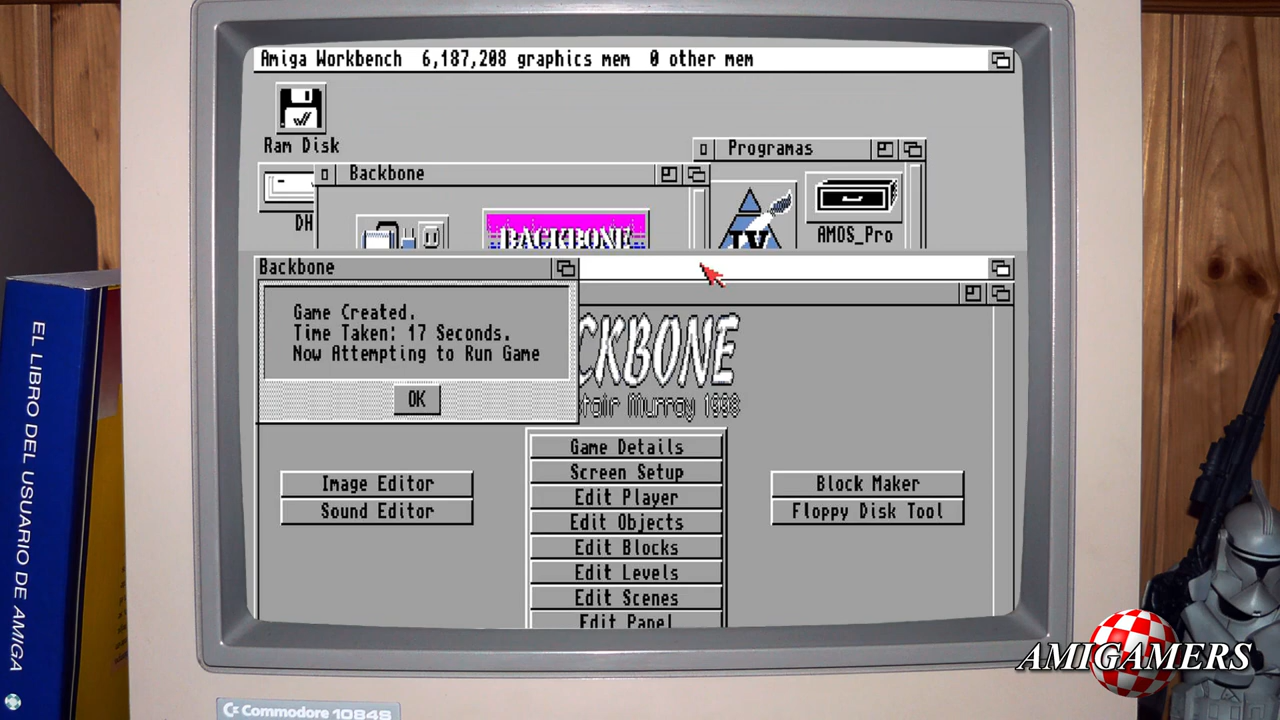 Amiga Workbench 6,187,208 graphics mem 0 other mem
Ram Disk
Programas
Backbone
DH
BACKBONE
IV
AMOS_Pro
Backbone
Game Created.
Time Taken: 17 Seconds.
Now Attempting to Run Game
OK
CKBONE
tair Murray 1998
Game Details
Screen Setup
Edit Player
Edit Objects
Edit Blocks
Edit Levels
Edit Scenes
Edit Panel
Image Editor
Sound Editor
Block Maker
Floppy Disk Tool
EL LIBRO DEL USUARIO DE AMIGA
AMIGAMERS
Commodore 1084S